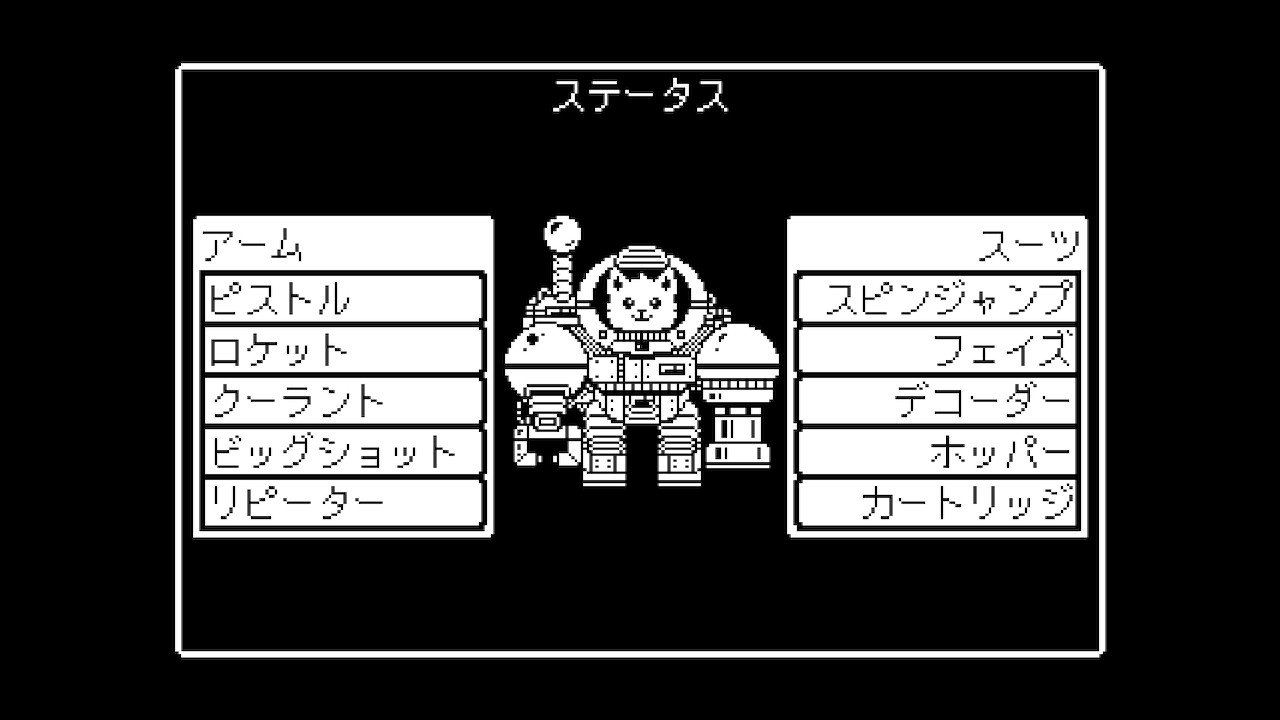 ステータス
アーム
ピストル
ロケット
クーラント
ビッグショット
リピーター
スーツ
スピンジャンプ
フェイズ
デコーダー
ホッパー
カートリッジ